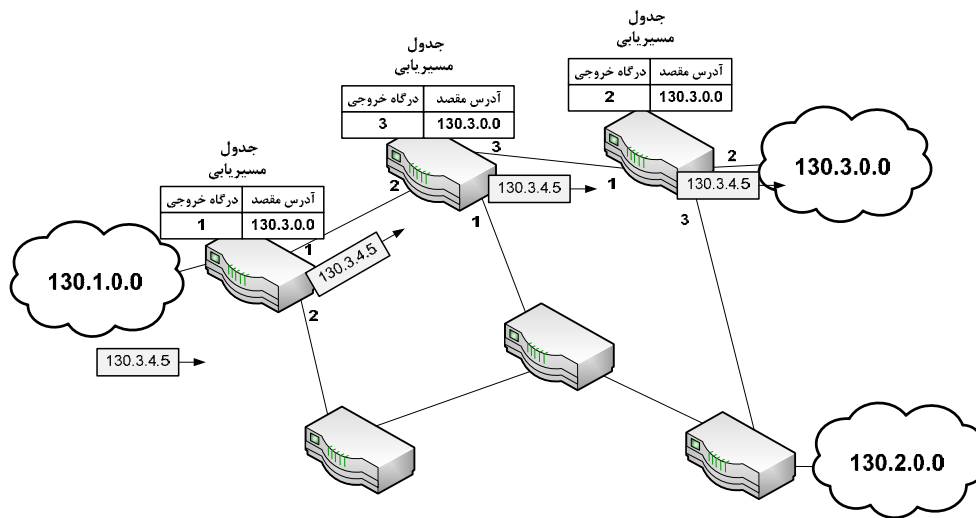 جدول
مسیریابی
آدرس مقصد درگاه خروجی
130.3.0.0 2
جدول
مسیریابی
آدرس مقصد درگاه خروجی
130.3.0.0 3
جدول
مسیریابی
آدرس مقصد درگاه خروجی
130.3.0.0 1
3
2
130.3.0.0
2
1
130.3.4.5
130.3.4.5
1
3
1
130.3.4.5
130.1.0.0
2
130.3.4.5
130.2.0.0